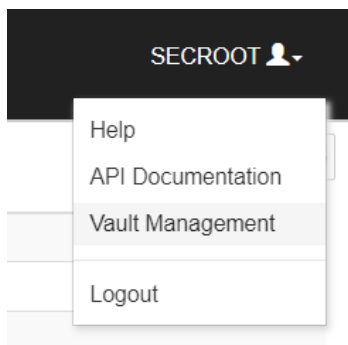 SECROOT
Help
API Documentation
Vault Management
Logout